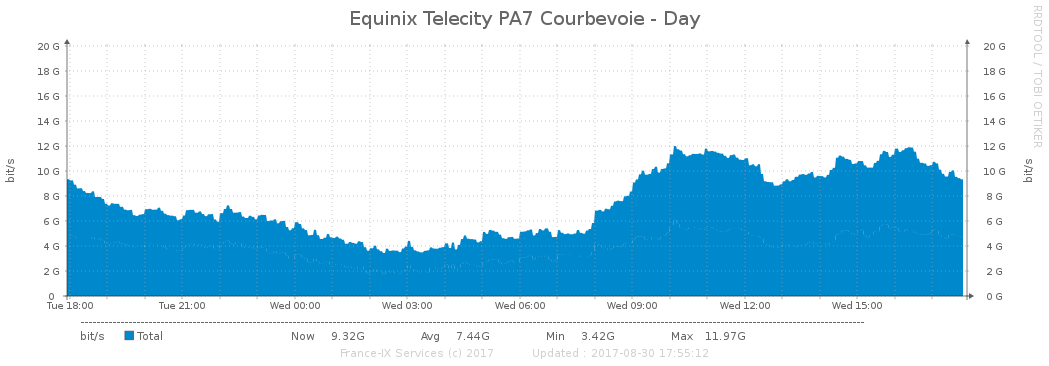 Equinix Telecity PA7 Courbevoie - Day
RRDTOOL / TOBI OETIKER
bit/s
20 G
18 G
16 G
14 G
12 G
10 G
8 G
6 G
4 G
2 G
0
20 G
18 G
16 G
14 G
12 G
10 G
8 G
6 G
4 G
2 G
0 G
bit/s
Tue 18:00 Tue 21:00 Wed 00:00 Wed 03:00 Wed 06:00 Wed 09:00 Wed 12:00 Wed 15:00
bit/s Total Now 9.32G Avg 7.44G Min 3.42G Max 11.97G
France-IX Services (c) 2017 Updated : 2017-08-30 17:55:12